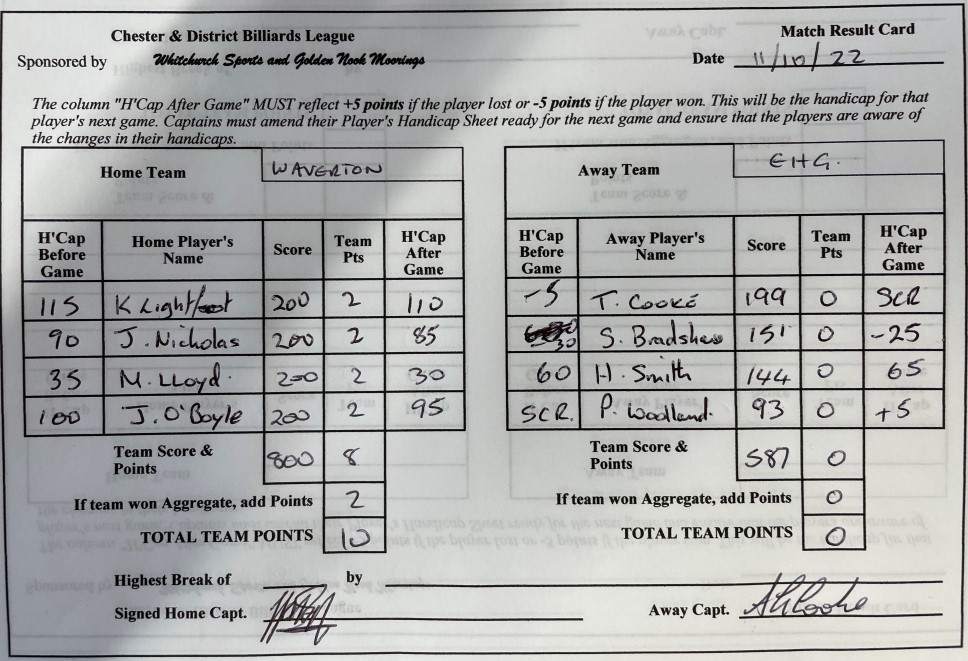 Chester & District Billiards League
Match Result Card
Sponsored by Whitchurch Sports and Golden Nook Moorings
Date 11/10/22
The column "H'Cap After Game" MUST reflect +5 points if the player lost or -5 points if the player won. This will be the handicap for that
player's next game. Captains must amend their Player's Handicap Sheet ready for the next game and ensure that the players are aware of
the changes in their handicaps.
Home Team WAVERTON
H'Cap Before Game Home Player's Name Score Team Pts H'Cap After Game
115 K Lightfoot 200 2 110
90 J. Nicholas 200 2 85
35 M. LLoyd. 200 2 30
100 J. O'Boyle 200 2 95
Team Score & Points 800 8
If team won Aggregate, add Points 2
TOTAL TEAM POINTS 10
Away Team EHG.
H'Cap Before Game Away Player's Name Score Team Pts H'Cap After Game
-5 T. Cooke 199 0 SCR
30 S. Bradshaw 151 0 -25
60 H. Smith 144 0 65
SCR. P. Woodland. 93 0 +5
Team Score & Points 587 0
If team won Aggregate, add Points 0
TOTAL TEAM POINTS 0
Highest Break of by
Signed Home Capt.
Away Capt. AhCooke